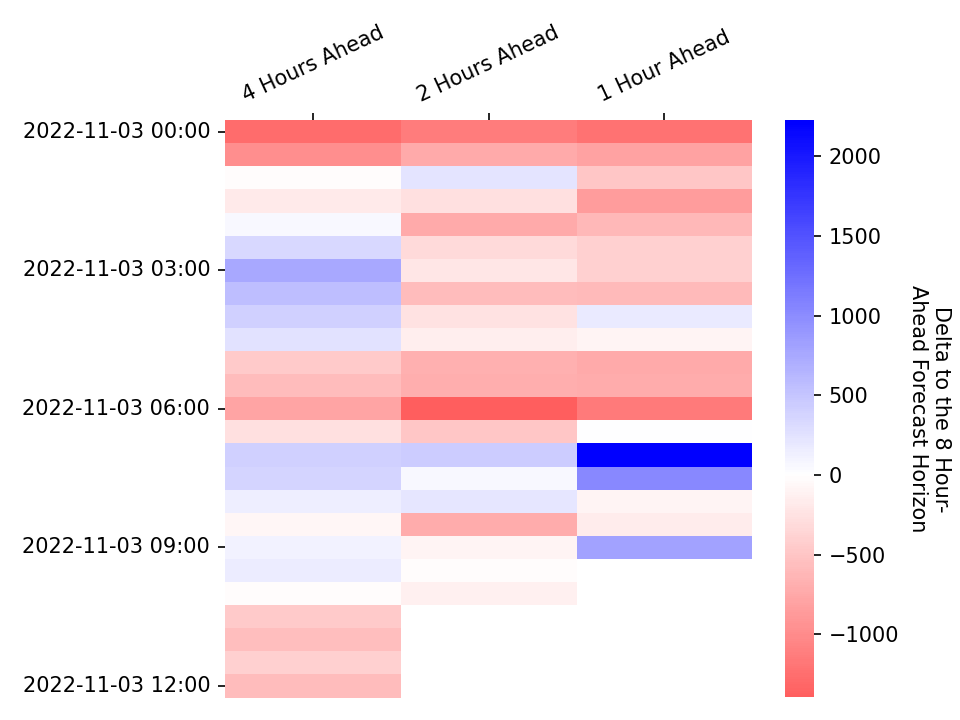 4 Hours Ahead
2 Hours Ahead
1 Hour Ahead
2022-11-03 00:00
2022-11-03 03:00
2022-11-03 06:00
2022-11-03 09:00
2022-11-03 12:00
2000
1500
1000
500
0
−500
−1000
Delta to the 8 Hour-
Ahead Forecast Horizon